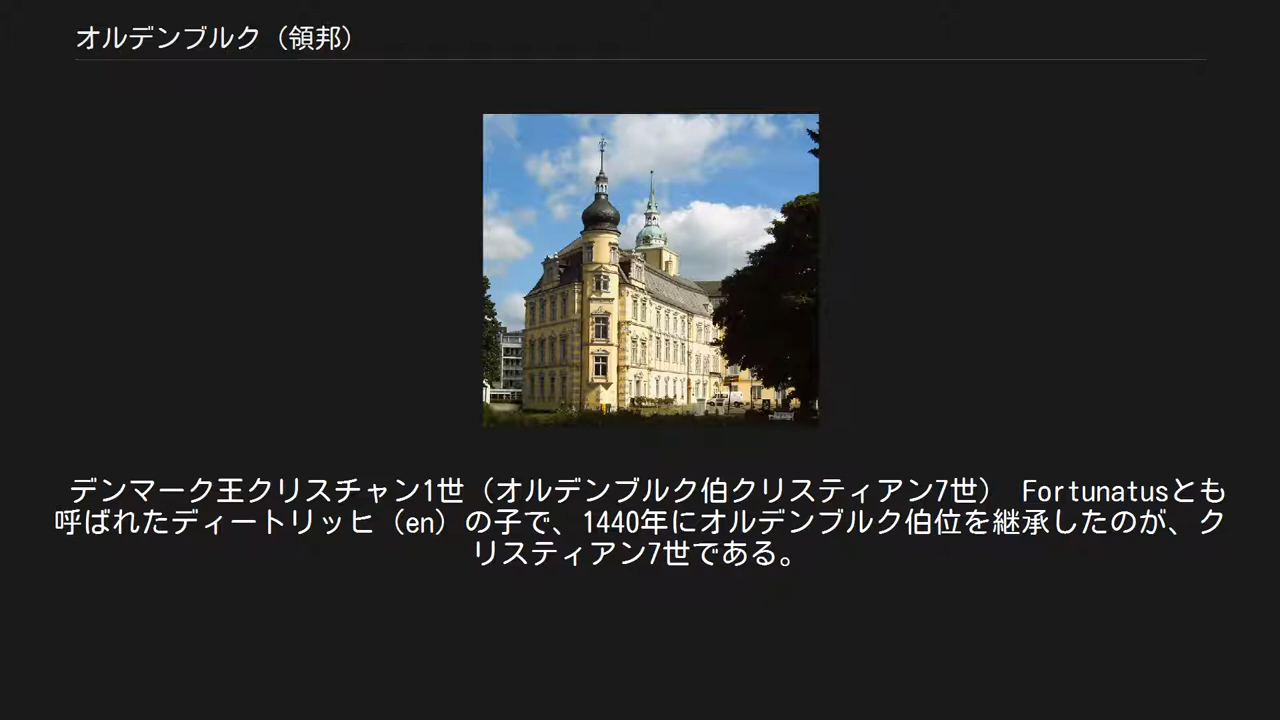 オルデンブルク（領邦）
デンマーク王クリスチャン1世（オルデンブルク伯クリスティアン7世） Fortunatusとも
呼ばれたディートリッヒ（en）の子で、1440年にオルデンブルク伯位を継承したのが、ク
リスティアン7世である。